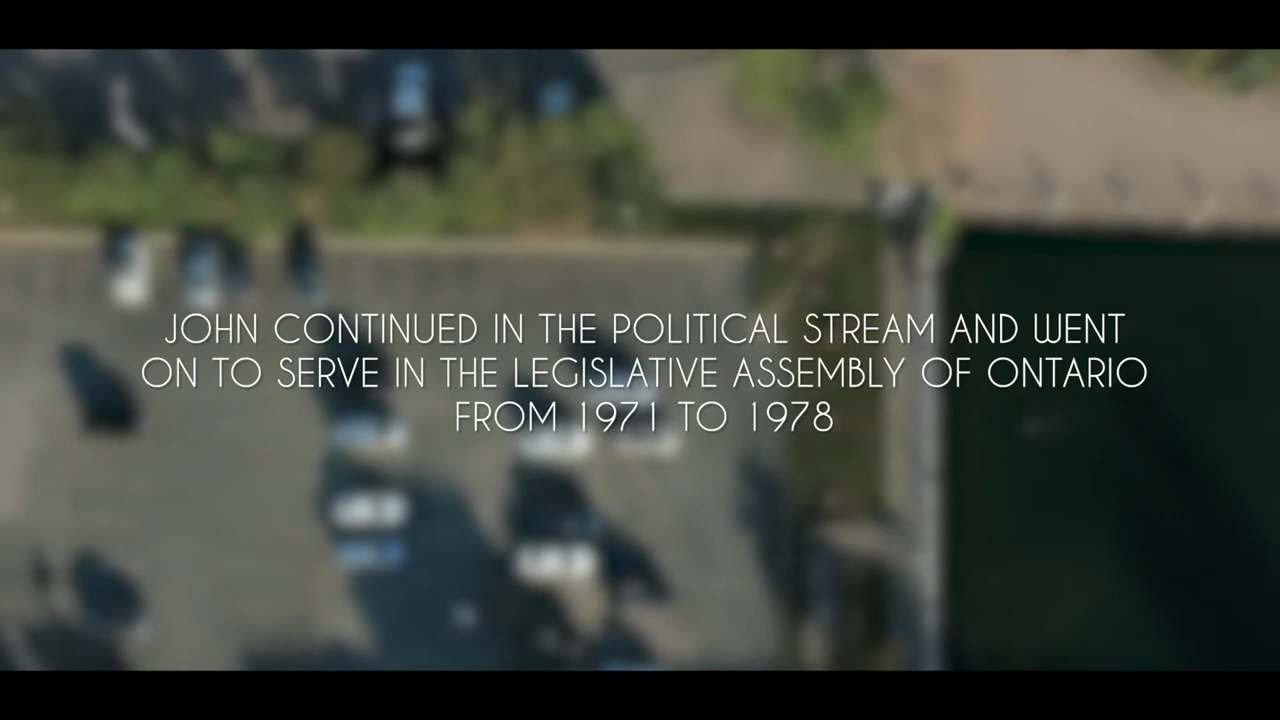 JOHN CONTINUED IN THE POLITICAL STREAM AND WENT
ON TO SERVE IN THE LEGISLATIVE ASSEMBLY OF ONTARIO
FROM 1971 TO 1978